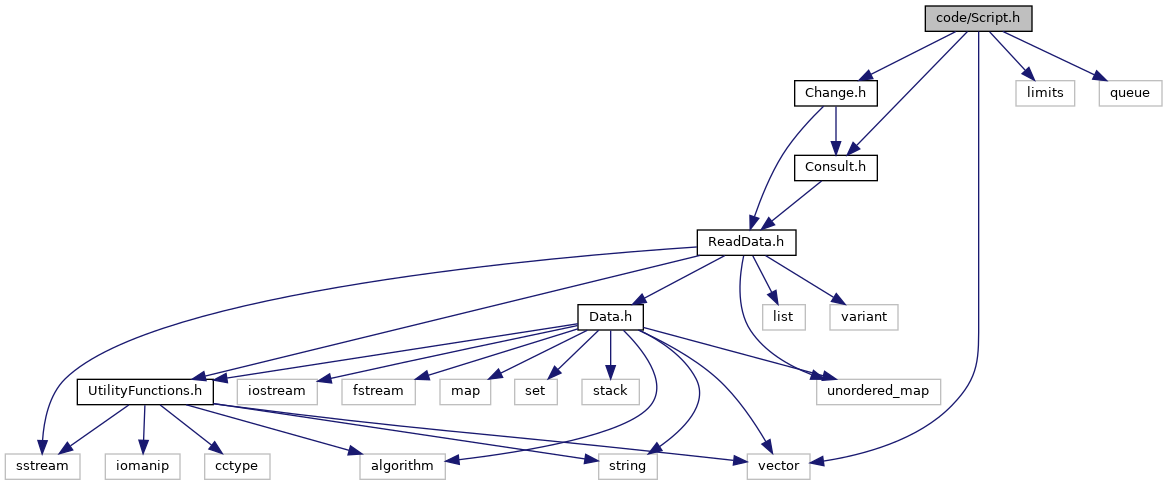 code/Script.h
Change.h
limits
queue
Consult.h
ReadData.h
Data.h
list
variant
UtilityFunctions.h
iostream
fstream
map
set
stack
unordered_map
sstream
iomanip
cctype
algorithm
string
vector